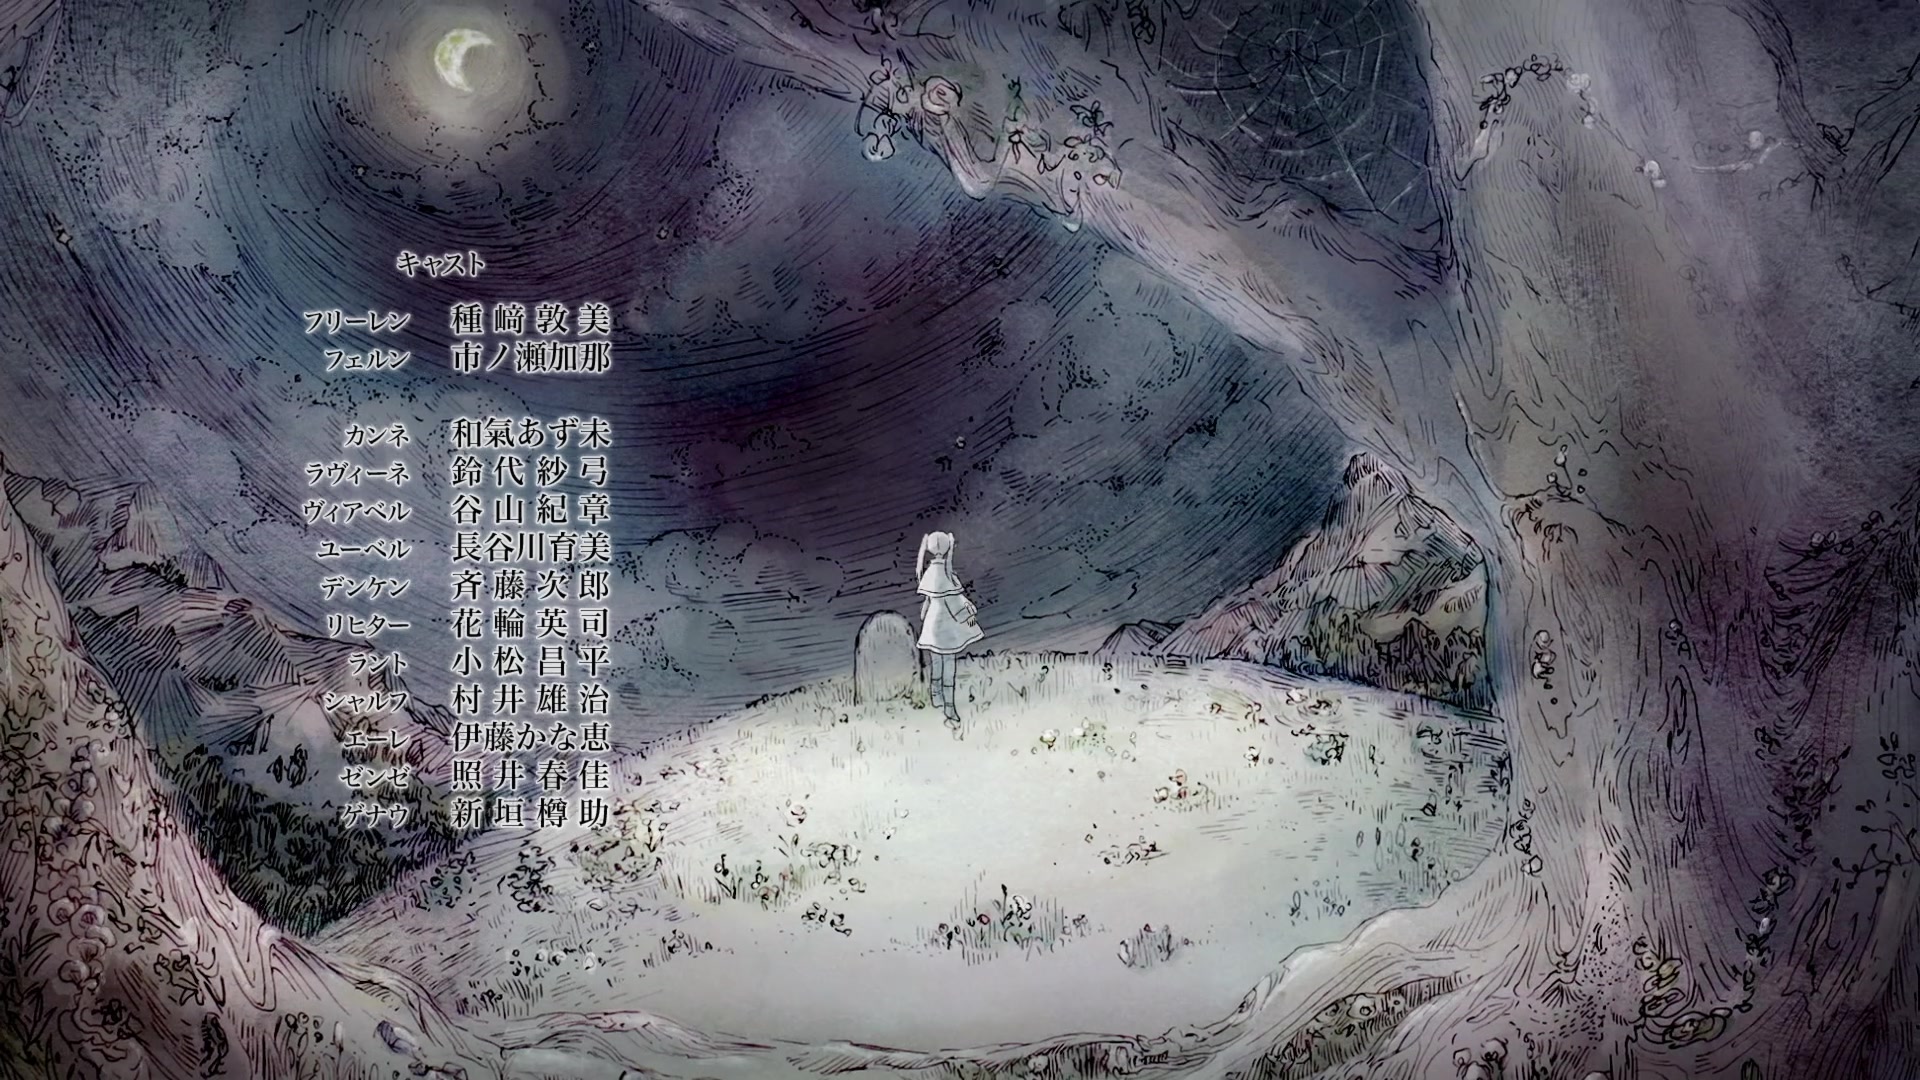 キャスト
フリーレン 種﨑敦美
フェルン 市ノ瀬加那
カンネ 和氣あず未
ラヴィーネ 鈴代紗弓
ヴィアベル 谷山紀章
ユーベル 長谷川育美
デンケン 斉藤次郎
リヒター 花輪英司
ラント 小松昌平
シャルフ 村井雄治
エーレ 伊藤かな恵
ゼンゼ 照井春佳
ゲナウ 新垣樽助